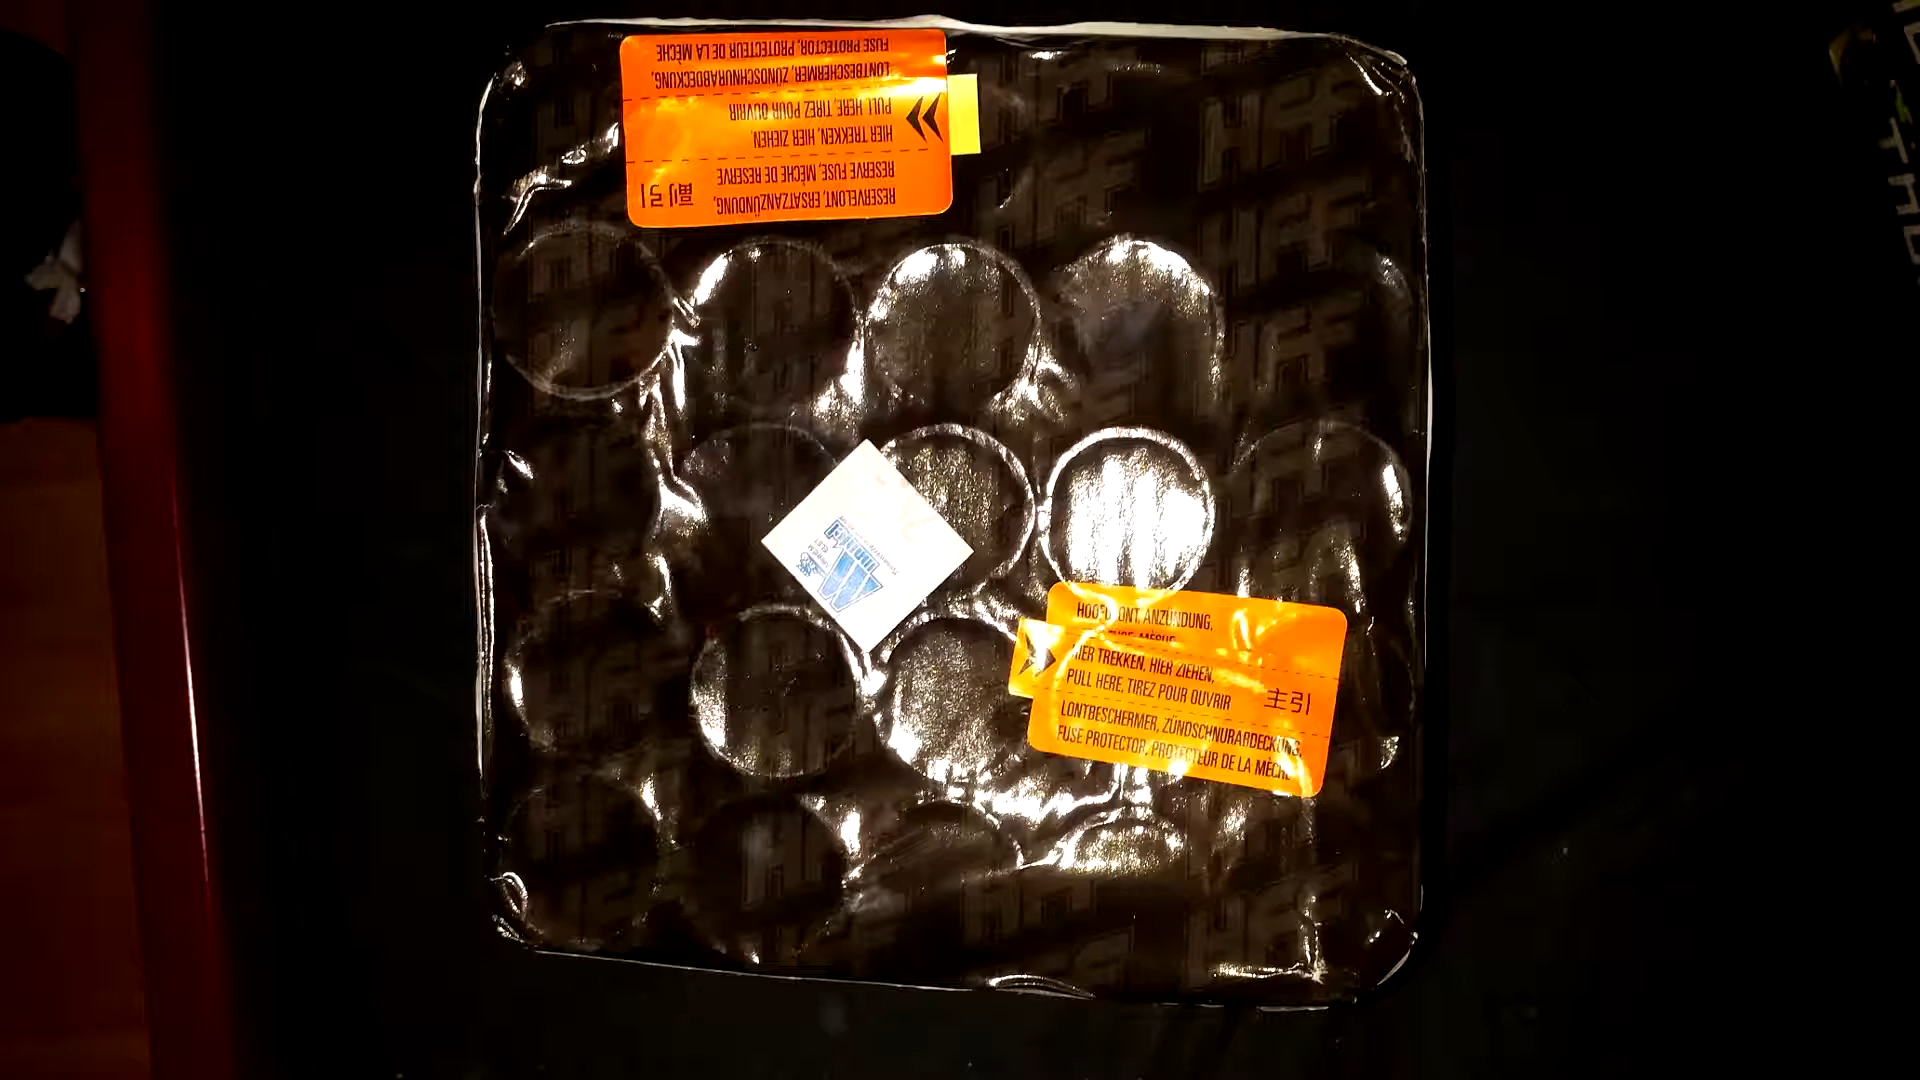 RESERVELONT, ERSATZANZÜNDUNG,
RESERVE FUSE, MÈCHE DE RESERVE
副引
HIER TREKKEN, HIER ZIEHEN,
PULL HERE, TIREZ POUR OUVRIR
LONTBESCHERMER, ZÜNDSCHNURABDECKUNG,
FUSE PROTECTOR, PROTECTEUR DE LA MÈCHE
HFF
HOOFDLONT, ANZÜNDUNG,
HIER TREKKEN, HIER ZIEHEN,
PULL HERE, TIREZ POUR OUVRIR
主引
LONTBESCHERMER, ZÜNDSCHNURABDECKUNG,
FUSE PROTECTOR, PROTECTEUR DE LA MÈCHE